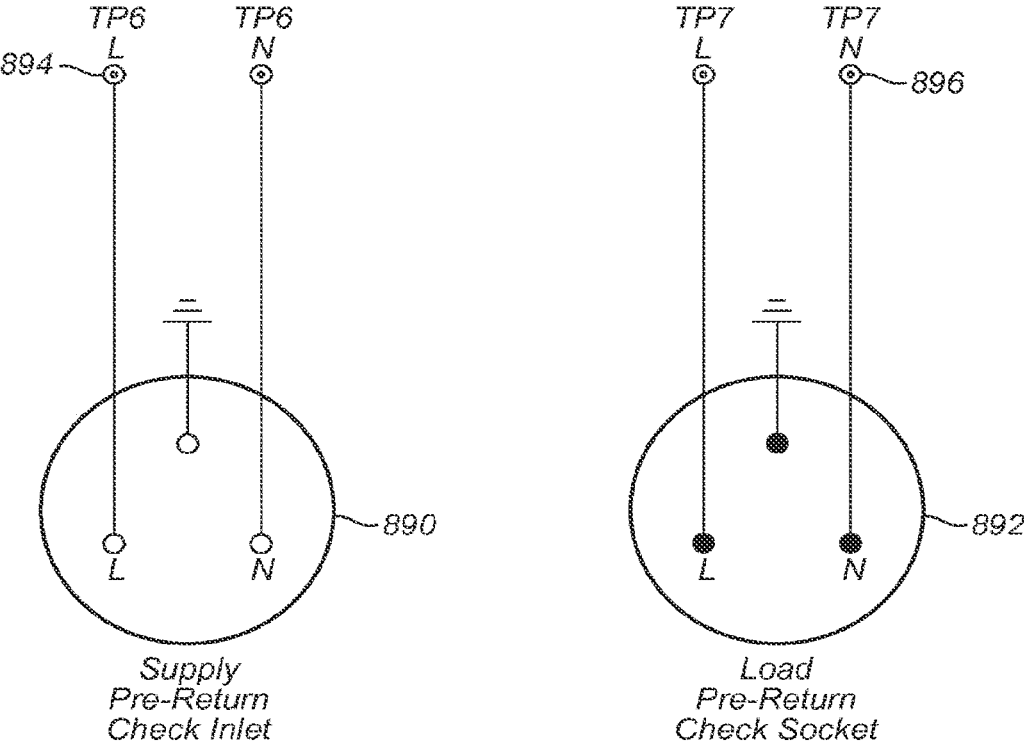 TP6 TP6 TP7 TP7
L N L N
894 896
890 892
L N L N
Supply Load
Pre-Return Pre-Return
Check Inlet Check Socket